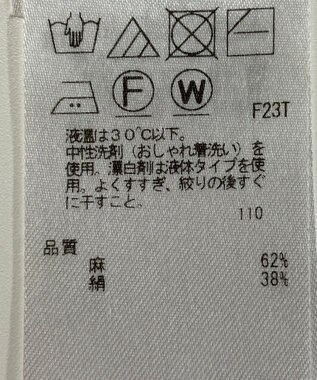 F W F23T
液温は30℃以下。
中性洗剤(おしゃれ着洗い)を
使用。漂白剤は液体タイプを使
用。よくすすぎ、絞りの後すぐ
に干すこと。
110
品質
麻 62%
絹 38%